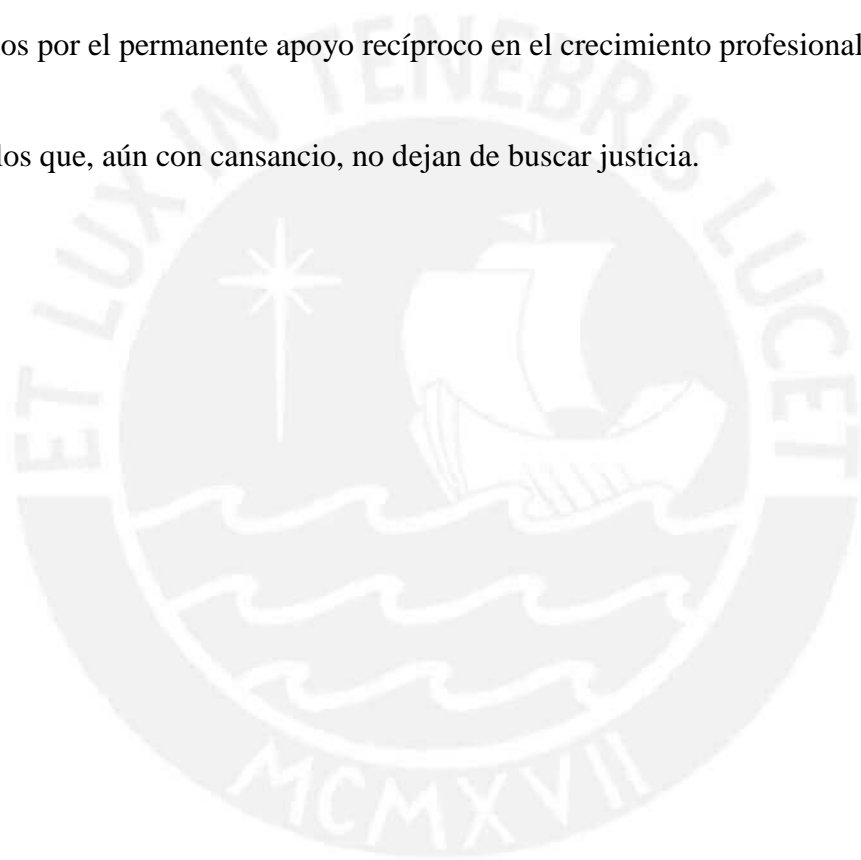 os por el permanente apoyo recíproco en el crecimiento profesional
los que, aún con cansancio, no dejan de buscar justicia.
ET LUX IN TENEBRIS LUCET
MCMXVII